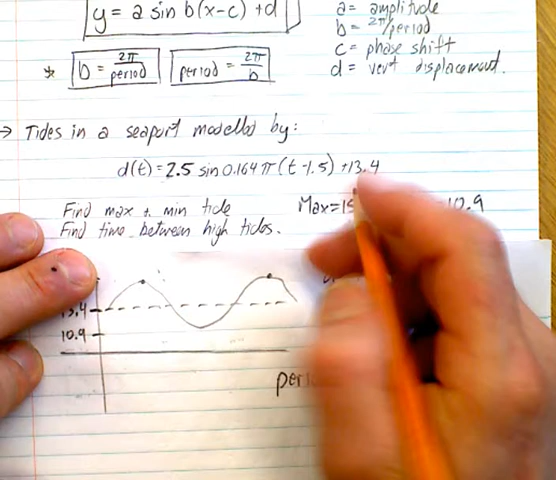 y = a sin b(x-c) + d
a = amplitude
b = 2π/period
c = phase shift
d = vert displacement.
* b = 2π/period period = 2π/b
→ Tides in a seaport modelled by:
d(t) = 2.5 sin 0.164π(t - 1.5) + 13.4
Find max + min tide
Max = 10.9
Find time between high tides.
13.4
10.9